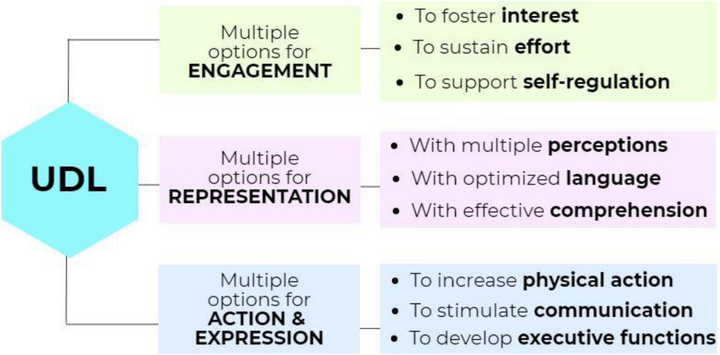 UDL
Multiple
options for
ENGAGEMENT
• To foster interest
• To sustain effort
• To support self-regulation
Multiple
options for
REPRESENTATION
• With multiple perceptions
• With optimized language
• With effective comprehension
Multiple
options for
ACTION &
EXPRESSION
• To increase physical action
• To stimulate communication
• To develop executive functions